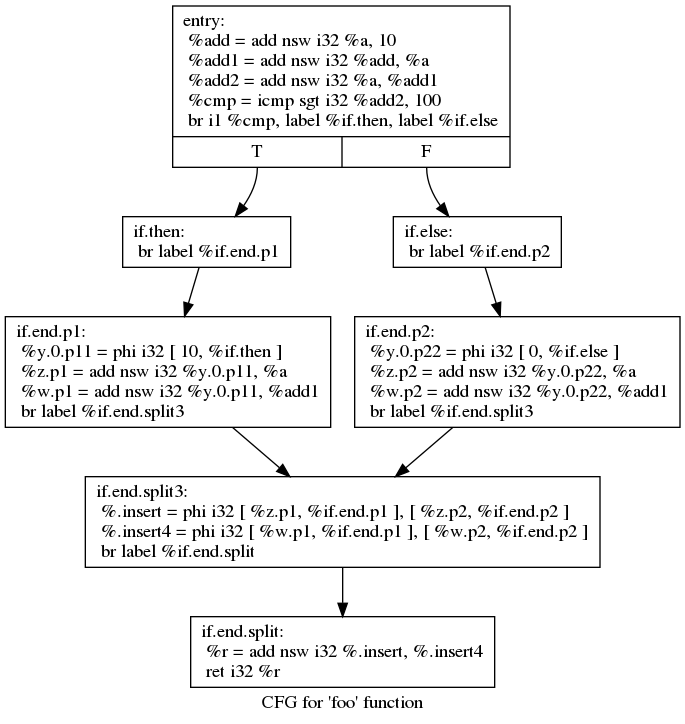 entry:
%add = add nsw i32 %a, 10
%add1 = add nsw i32 %add, %a
%add2 = add nsw i32 %a, %add1
%cmp = icmp sgt i32 %add2, 100
br i1 %cmp, label %if.then, label %if.else
T F
if.then:
br label %if.end.p1
if.else:
br label %if.end.p2
if.end.p1:
%y.0.p11 = phi i32 [ 10, %if.then ]
%z.p1 = add nsw i32 %y.0.p11, %a
%w.p1 = add nsw i32 %y.0.p11, %add1
br label %if.end.split3
if.end.p2:
%y.0.p22 = phi i32 [ 0, %if.else ]
%z.p2 = add nsw i32 %y.0.p22, %a
%w.p2 = add nsw i32 %y.0.p22, %add1
br label %if.end.split3
if.end.split3:
%.insert = phi i32 [ %z.p1, %if.end.p1 ], [ %z.p2, %if.end.p2 ]
%.insert4 = phi i32 [ %w.p1, %if.end.p1 ], [ %w.p2, %if.end.p2 ]
br label %if.end.split
if.end.split:
%r = add nsw i32 %.insert, %.insert4
ret i32 %r
CFG for 'foo' function